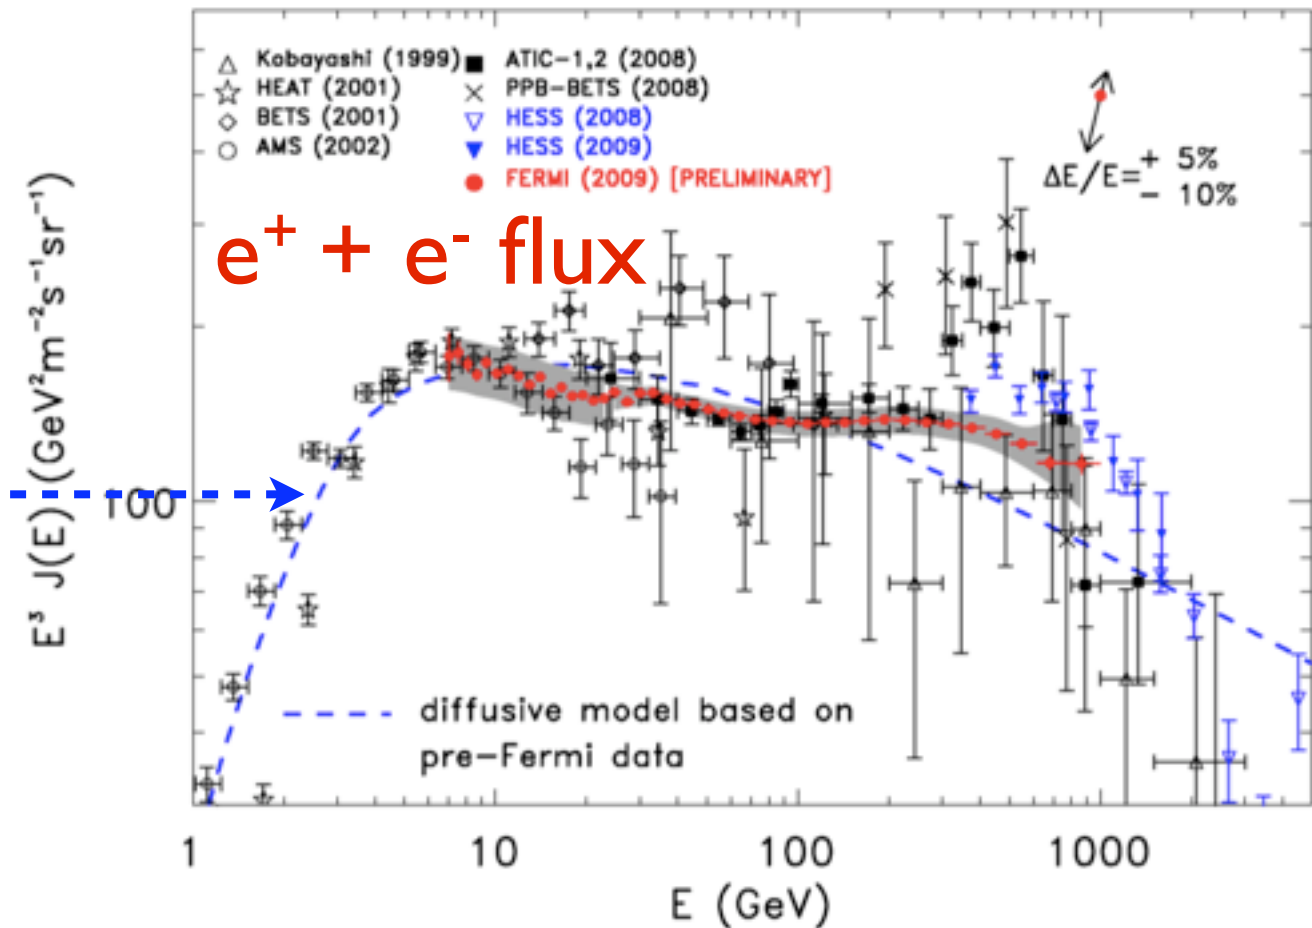 Kobayashi (1999)
HEAT (2001)
BETS (2001)
AMS (2002)
ATIC−1,2 (2008)
PPB−BETS (2008)
HESS (2008)
HESS (2009)
FERMI (2009) [PRELIMINARY]
ΔE/E= + 5% − 10%
e⁺ + e⁻ flux
E³ J(E) (GeV²m⁻²s⁻¹sr⁻¹)
100
diffusive model based on
pre−Fermi data
1 10 100 1000
E (GeV)